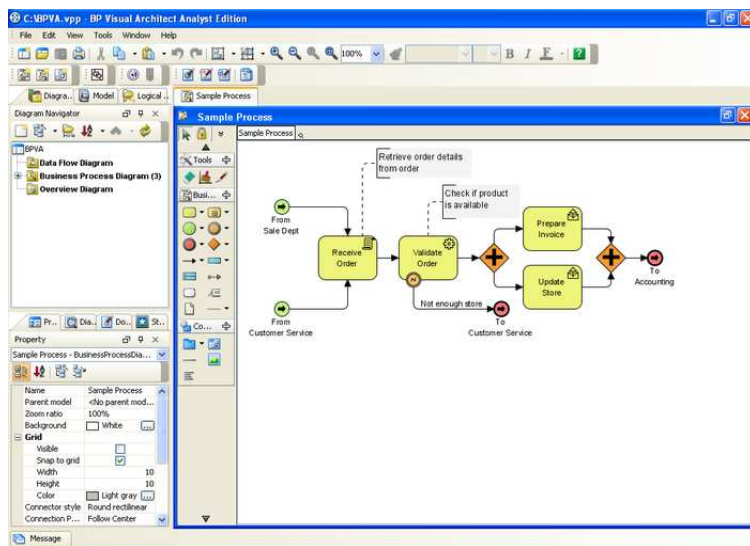 C:\BPVA.vpp - BP Visual Architect Analyst Edition
File Edit View Tools Window Help
100%
B I F
Diagra... Model Logical ..
Sample Process
Diagram Navigator
Sample Process
BPVA
Data Flow Diagram
Business Process Diagram (3)
Overview Diagram
Sample Process
Tools
Busi...
Co...
Retrieve order details
from order
Check if product
is available
From
Sale Dept
Receive
Order
Validate
Order
Prepare
Invoice
Update
Store
To
Accounting
Not enough store
From
Customer Service
To
Customer Service
Pr... Dia.. Do.. St..
Property
Sample Process - BusinessProcessDia...
Name Sample Process
Parent model <No parent mod...
Zoom ratio 100%
Background White
Grid
Visible
Snap to grid
Width 10
Height 10
Color Light gray
Connector style Round rectilinear
Connection P... Follow Center
Message